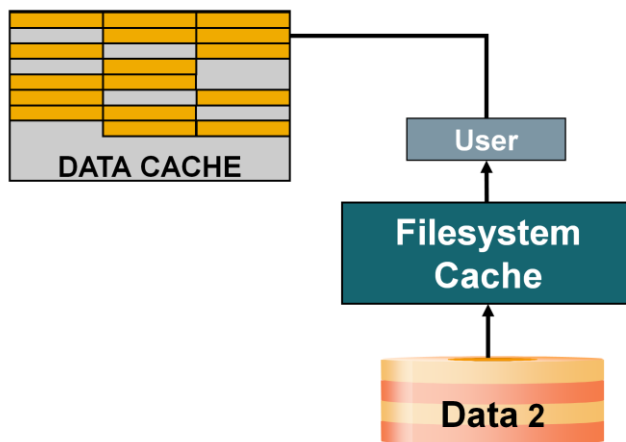 DATA CACHE
User
Filesystem
Cache
Data 2